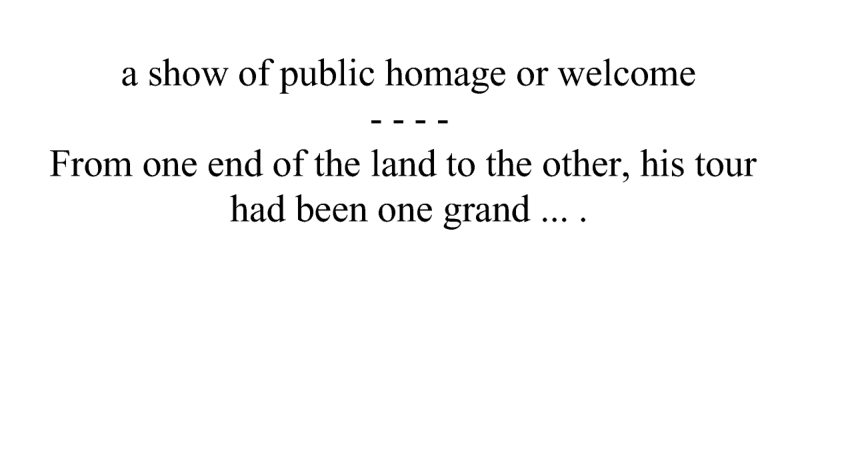 a show of public homage or welcome
- - - -
From one end of the land to the other, his tour
had been one grand ... .